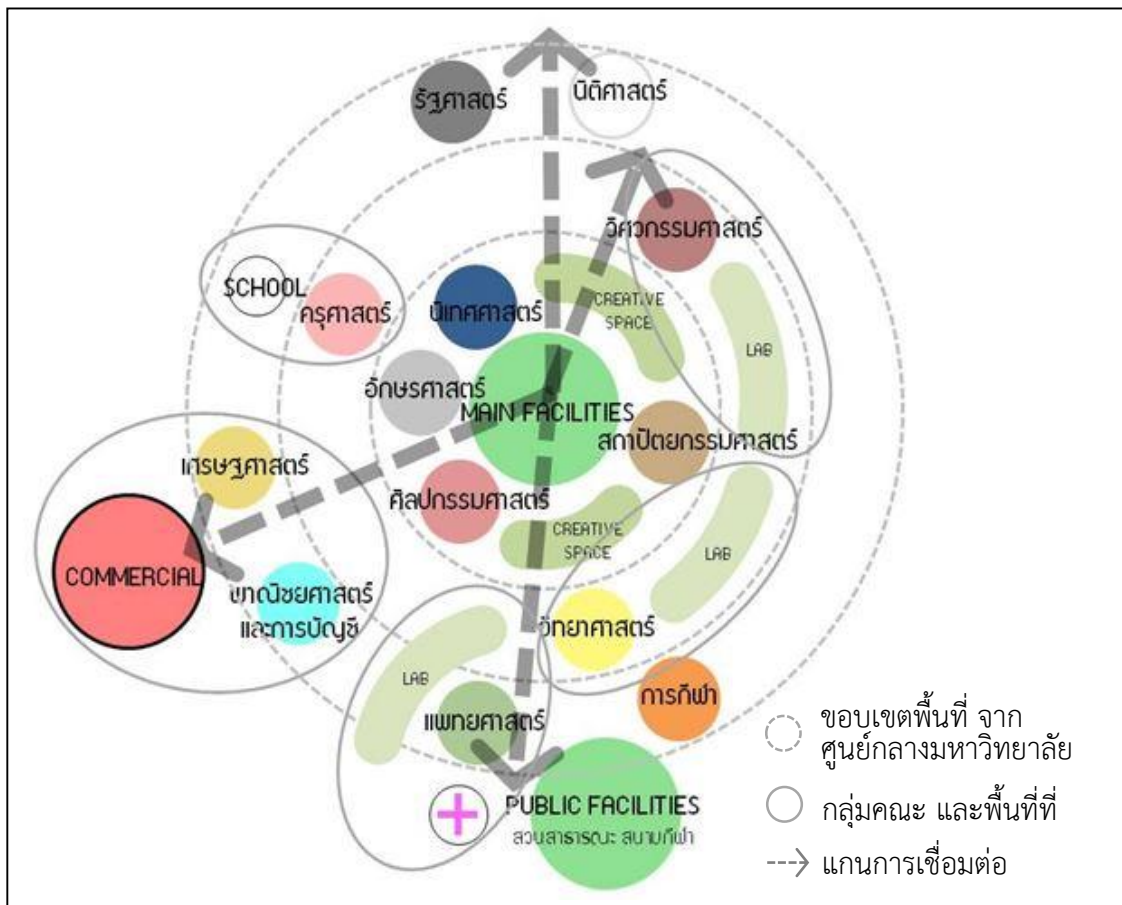 รัฐศาสตร์
นิติศาสตร์
วิศวกรรมศาสตร์
SCHOOL
ครุศาสตร์
นิเทศศาสตร์
CREATIVE
SPACE
LAB
อักษรศาสตร์
MAIN FACILITIES
สถาปัตยกรรมศาสตร์
เศรษฐศาสตร์
ศิลปกรรมศาสตร์
CREATIVE
SPACE
LAB
COMMERCIAL
พาณิชยศาสตร์
และการบัญชี
วิทยาศาสตร์
LAB
แพทยศาสตร์
การกีฬา
PUBLIC FACILITIES
สวนสาธารณะ สนามกีฬา
ขอบเขตพื้นที่ จาก
ศูนย์กลางมหาวิทยาลัย
กลุ่มคณะ และพื้นที่ที่
แกนการเชื่อมต่อ